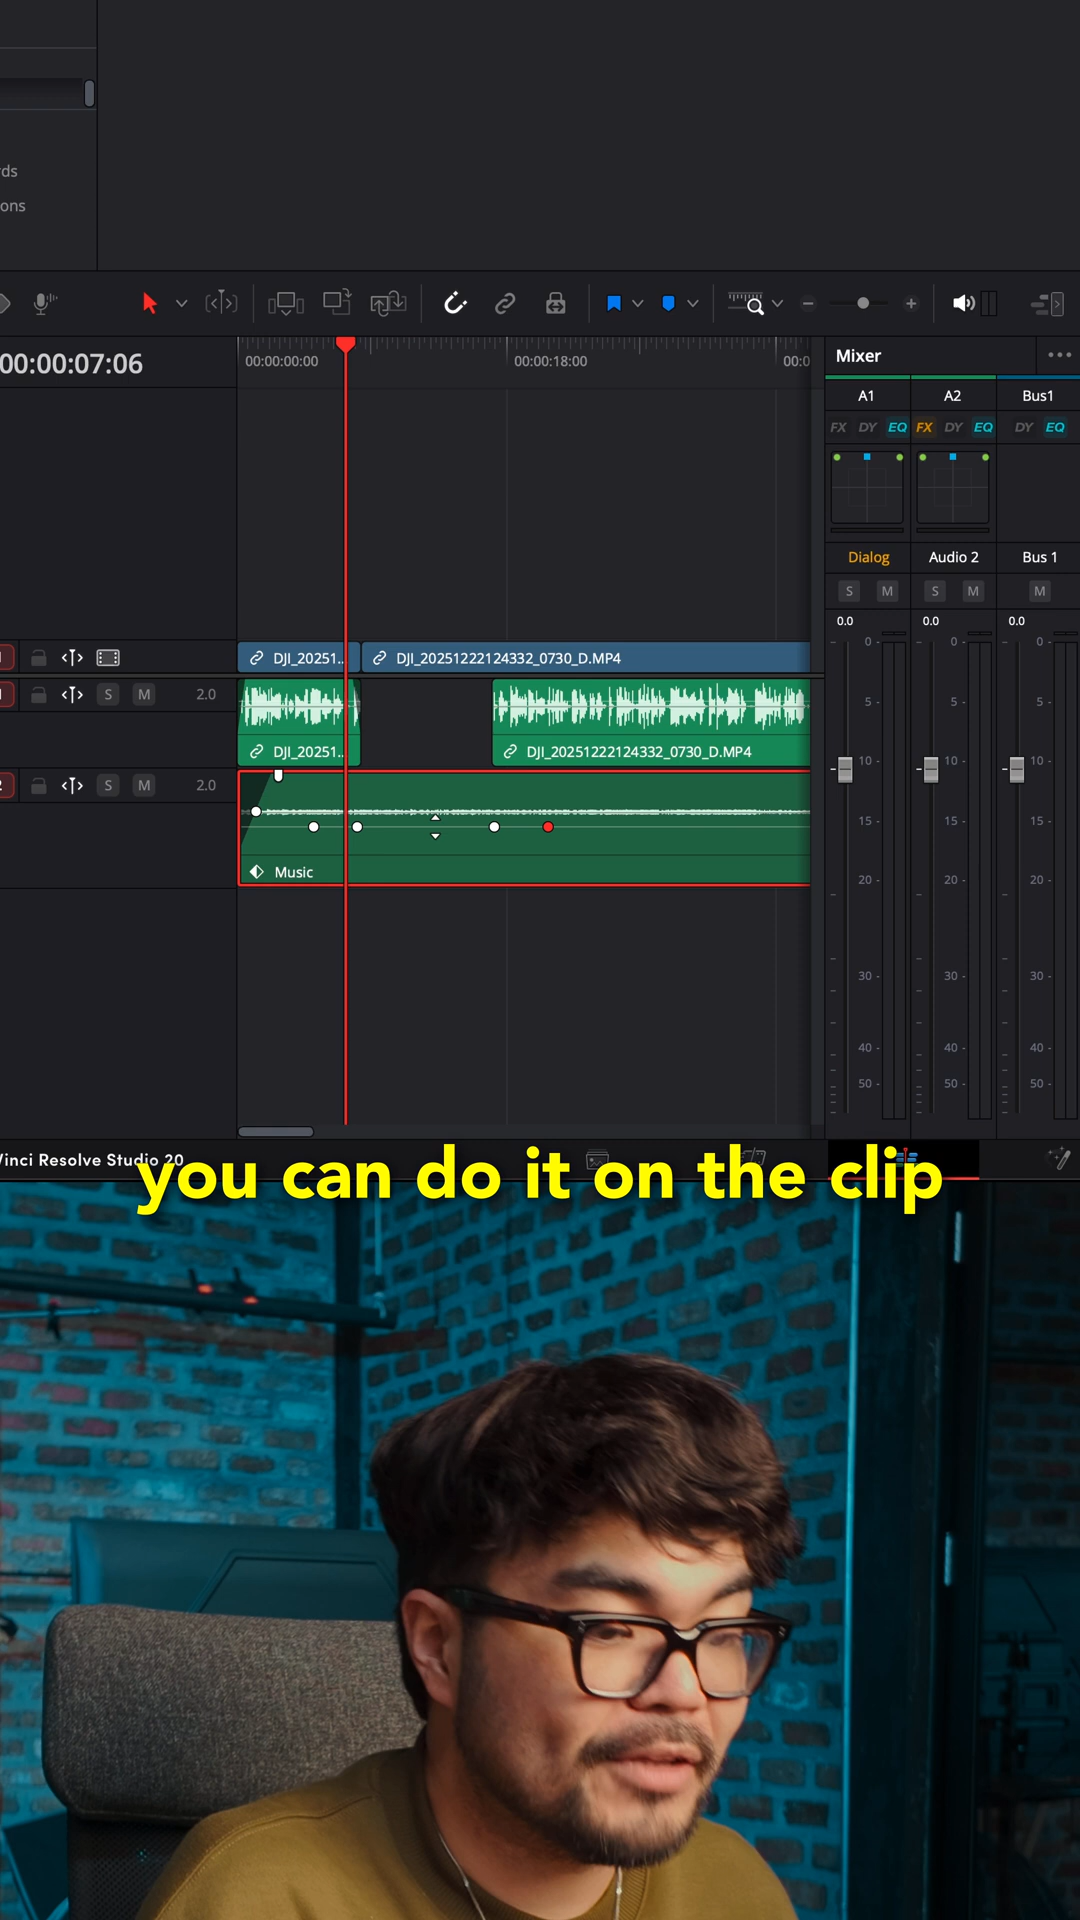 rds
ons
00:00:07:06
00:00:00:00
00:00:18:00
00:0
Mixer
A1
A2
Bus1
FX DY EQ
FX DY EQ
DY EQ
Dialog
Audio 2
Bus 1
S M
S M
M
0.0
0.0
0.0
0-
5-
10-
15-
20-
30-
40-
50-
0-
5-
10-
15-
20-
30-
40-
50-
0-
5-
10-
15-
20-
30-
40-
50-
DJI_20251..
DJI_20251222124332_0730_D.MP4
S M 2.0
DJI_20251..
DJI_20251222124332_0730_D.MP4
2 S M 2.0
Music
Vinci Resolve Studio 20
you can do it on the clip